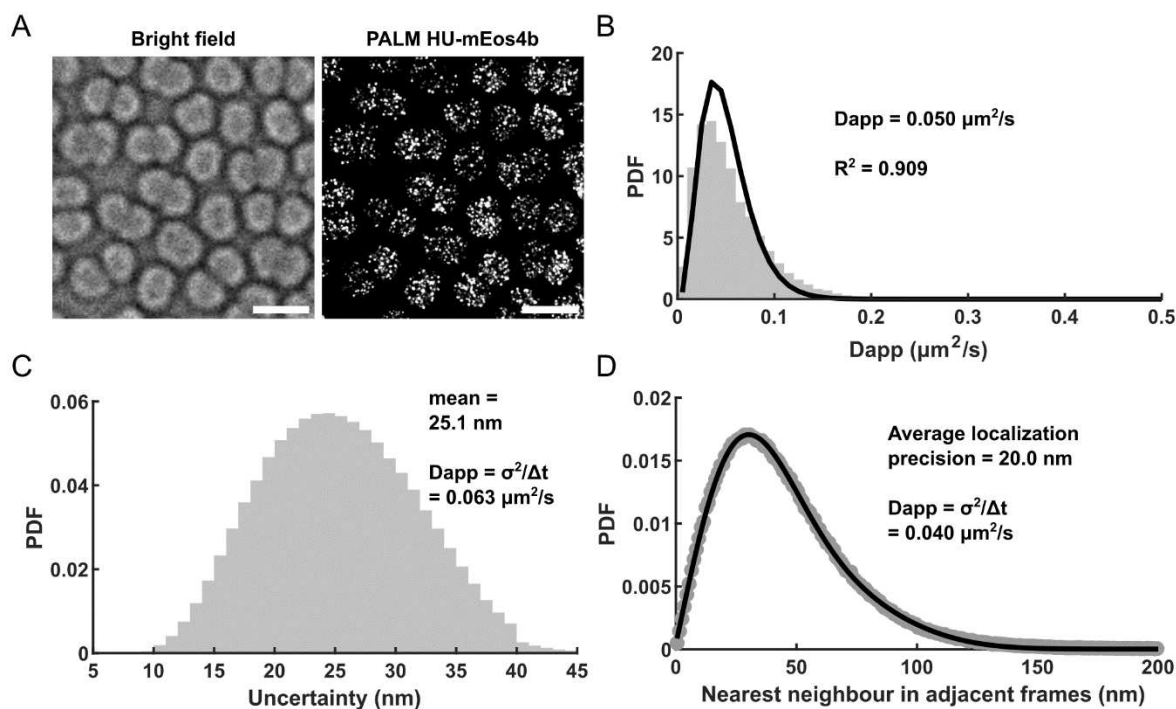 A
Bright field
PALM HU-mEos4b
B
20
15
10
5
0
PDF
Dapp = 0.050 µm²/s
R² = 0.909
0
0.1
0.2
0.3
0.4
0.5
Dapp (µm²/s)
C
0.06
0.04
0.02
0
PDF
mean =
25.1 nm
Dapp = σ²/Δt
= 0.063 µm²/s
5
10
15
20
25
30
35
40
45
Uncertainty (nm)
D
0.02
0.015
0.01
0.005
0
PDF
Average localization
precision = 20.0 nm
Dapp = σ²/Δt
= 0.040 µm²/s
0
50
100
150
200
Nearest neighbour in adjacent frames (nm)